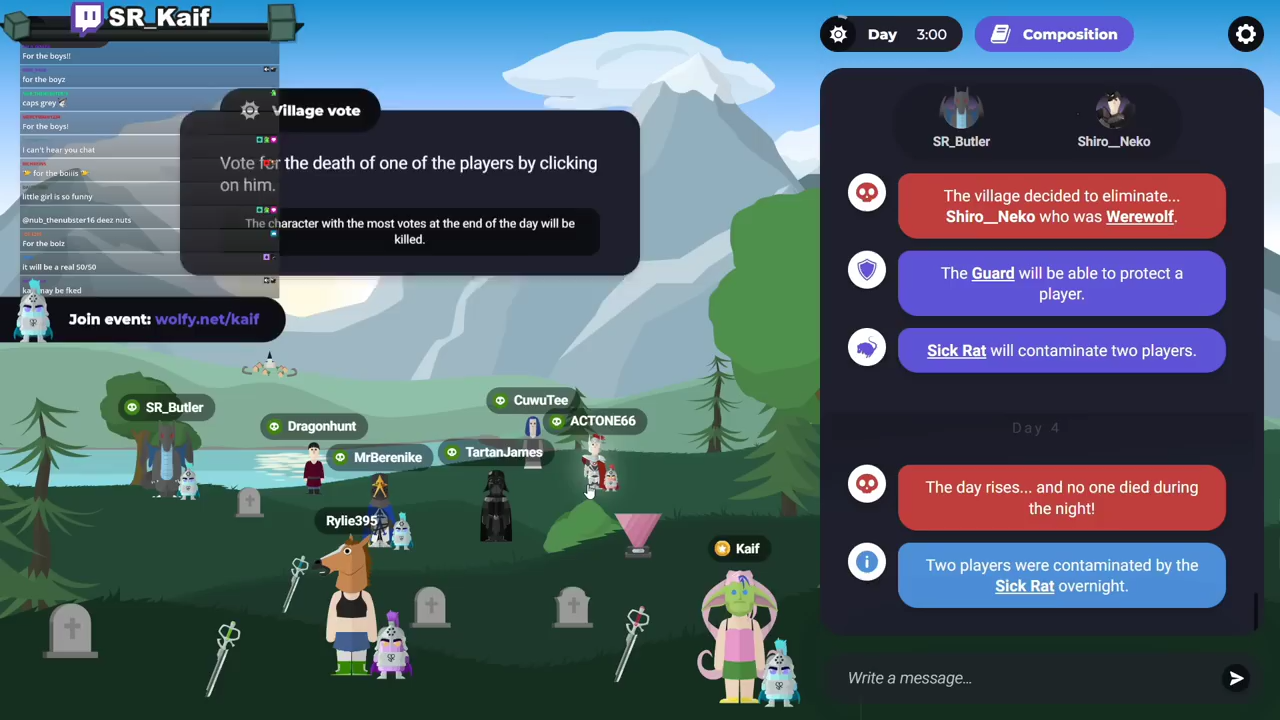 SR_Kaif
For the boys!!
for the boyz
caps grey
For the boys!
I can't hear you chat
for the boiiis
little girl is so funny
@nub_thenubster16 deez nuts
For the boiz
it will be a real 50/50
may be fked
Village vote
Vote for the death of one of the players by clicking
on him.
The character with the most votes at the end of the day will be
killed.
Join event: wolfy.net/kaif
SR_Butler
Dragonhunt
MrBerenike
CuwuTee
ACTONE66
TartanJames
Rylie395
Kaif
Day 3:00
Composition
SR_Butler
Shiro__Neko
The village decided to eliminate...
Shiro__Neko who was Werewolf.
The Guard will be able to protect a
player.
Sick Rat will contaminate two players.
Day 4
The day rises... and no one died during
the night!
Two players were contaminated by the
Sick Rat overnight.
Write a message...